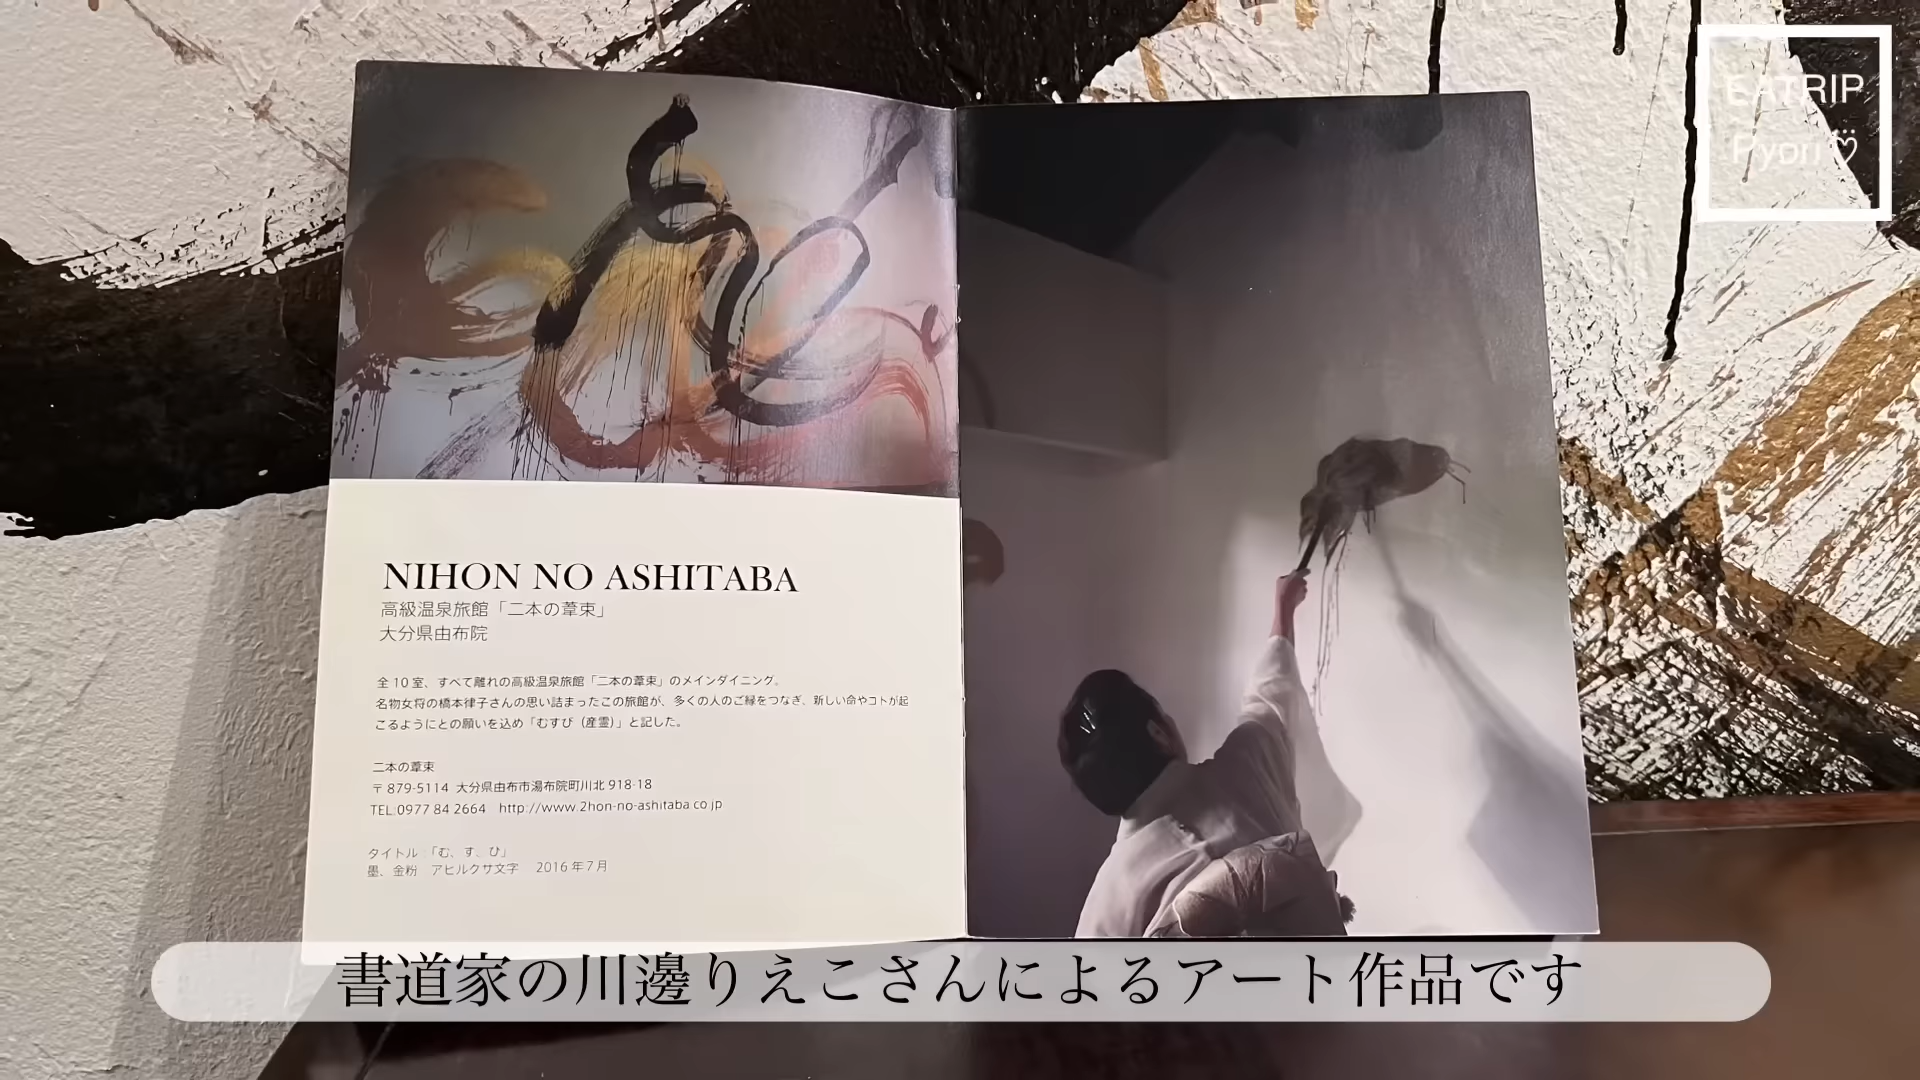 EATRIP
Pyori♡
NIHON NO ASHITABA
高級温泉旅館「二本の葦束」
大分県由布院
全10室、すべて離れの高級温泉旅館「二本の葦束」のメインダイニング。
名物女将の橋本律子さんの思い詰まったこの旅館が、多くの人のご縁をつなぎ、新しい命やコトが起
こるようにとの願いを込め「むすび（産霊）」と記した。
二本の葦束
〒879-5114 大分県由布市湯布院町川北 918-18
TEL:0977 84 2664 http://www.2hon-no-ashitaba.co.jp
タイトル：「む、す、ひ」
墨、金粉 アヒルクサ文字 2016年7月
書道家の川邊りえこさんによるアート作品です